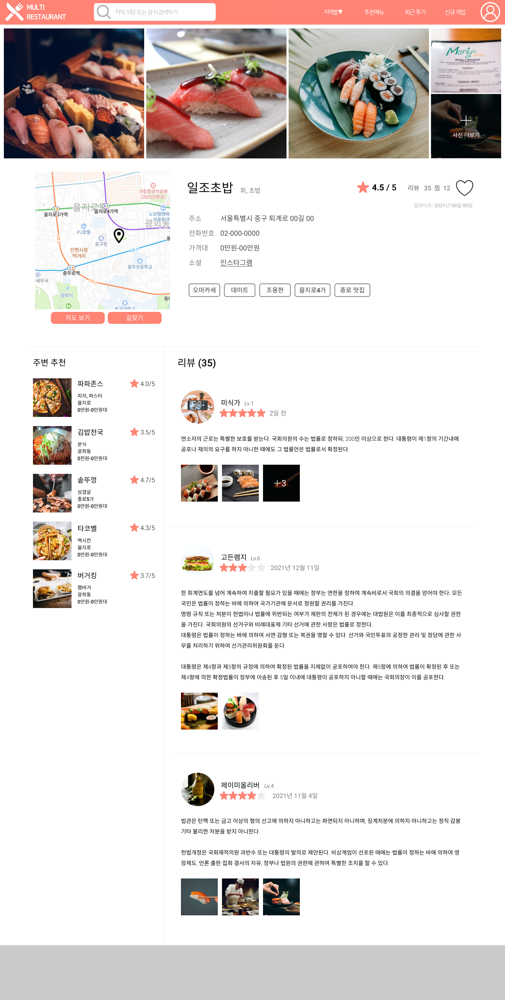 MULTI
RESTAURANT
지역, 식당 또는 음식 검색하기
지역별▼
추천메뉴
최근 후기
신규 개업
Monty's
Place
WEEKLY SPECIALS
SUNDAY
TUESDAY NIGHT
WEDNESDAY
사진 더보기
국립중앙의료원
(2025년완공)
을지로동
을지로3가역
을지로4가역
노보텔앰배
서울동대
광희동
PJ호텔
중구청
3호선
인현시장
먹거리
4호선
충무초등학교
충무로역
3호선
세무서
청학지
동대
동국대학교
지도 보기
길찾기
일조초밥
회, 초밥
4.5 / 5
리뷰 35 찜 12
업데이트: 2021년 00월 00일
주소 서울특별시 중구 퇴계로 00길 00
전화번호 02-000-0000
가격대 0만원-00만원
소셜 인스타그램
오마카세
데이트
조용한
을지로4가
종로 맛집
주변 추천
파파존스
4.0/5
피자, 파스타
을지로
0만원-0만원대
김밥천국
3.5/5
분식
광희동
0천원-0만원대
솥뚜껑
4.7/5
삼겹살
종로5가
0만원-0만원대
타코벨
4.3/5
멕시칸
을지로
0만원-0만원대
버거킹
3.7/5
햄버거
광희동
0만원-0만원대
리뷰 (35)
미식가 Lv.1
2일 전
연소자의 근로는 특별한 보호를 받는다. 국회의원의 수는 법률로 정하되, 200인 이상으로 한다. 대통령이 제1항의 기간내에
공포나 재의의 요구를 하지 아니한 때에도 그 법률안은 법률로서 확정된다.
+3
고든램지 Lv.6
2021년 12월 11일
한 회계연도를 넘어 계속하여 지출할 필요가 있을 때에는 정부는 연한을 정하여 계속비로서 국회의 의결을 얻어야 한다. 모든
국민은 법률이 정하는 바에 의하여 국가기관에 문서로 청원할 권리를 가진다.
명령·규칙 또는 처분이 헌법이나 법률에 위반되는 여부가 재판의 전제가 된 경우에는 대법원은 이를 최종적으로 심사할 권한
을 가진다. 국회의원의 선거구와 비례대표제 기타 선거에 관한 사항은 법률로 정한다.
대통령은 법률이 정하는 바에 의하여 사면·감형 또는 복권을 명할 수 있다. 선거와 국민투표의 공정한 관리 및 정당에 관한 사
무를 처리하기 위하여 선거관리위원회를 둔다.
대통령은 제4항과 제5항의 규정에 의하여 확정된 법률을 지체없이 공포하여야 한다. 제5항에 의하여 법률이 확정된 후 또는
제4항에 의한 확정법률이 정부에 이송된 후 5일 이내에 대통령이 공포하지 아니할 때에는 국회의장이 이를 공포한다.
제이미올리버 Lv.4
2021년 11월 4일
법관은 탄핵 또는 금고 이상의 형의 선고에 의하지 아니하고는 파면되지 아니하며, 징계처분에 의하지 아니하고는 정직·감봉
기타 불리한 처분을 받지 아니한다.
헌법개정은 국회재적의원 과반수 또는 대통령의 발의로 제안된다. 비상계엄이 선포된 때에는 법률이 정하는 바에 의하여 영
장제도, 언론·출판·집회·결사의 자유, 정부나 법원의 권한에 관하여 특별한 조치를 할 수 있다.